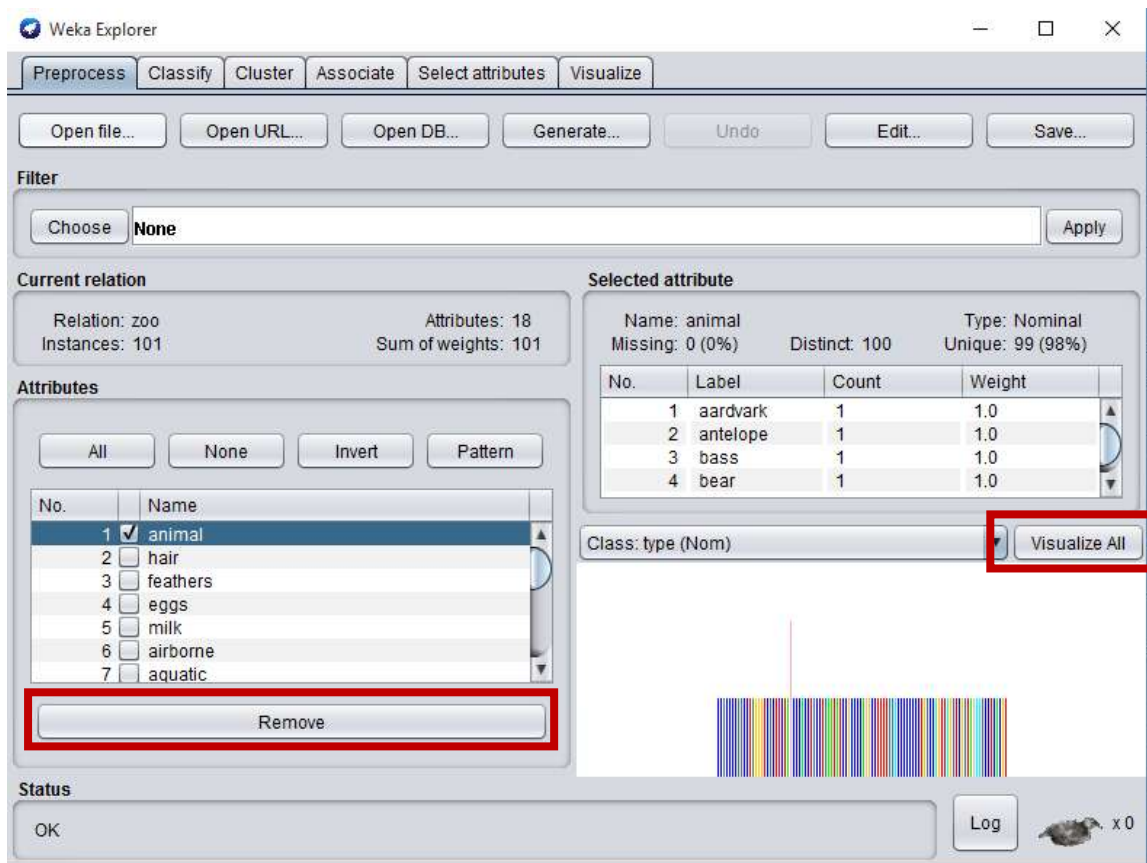 Weka Explorer
Preprocess Classify Cluster Associate Select attributes Visualize
Open file... Open URL... Open DB... Generate... Undo Edit... Save...
Filter
Choose None Apply
Current relation
Relation: zoo Attributes: 18
Instances: 101 Sum of weights: 101
Attributes
All None Invert Pattern
No. Name
1 animal
2 hair
3 feathers
4 eggs
5 milk
6 airborne
7 aquatic
Remove
Selected attribute
Name: animal Type: Nominal
Missing: 0 (0%) Distinct: 100 Unique: 99 (98%)
No. Label Count Weight
1 aardvark 1 1.0
2 antelope 1 1.0
3 bass 1 1.0
4 bear 1 1.0
Class: type (Nom) Visualize All
Status
OK Log x 0